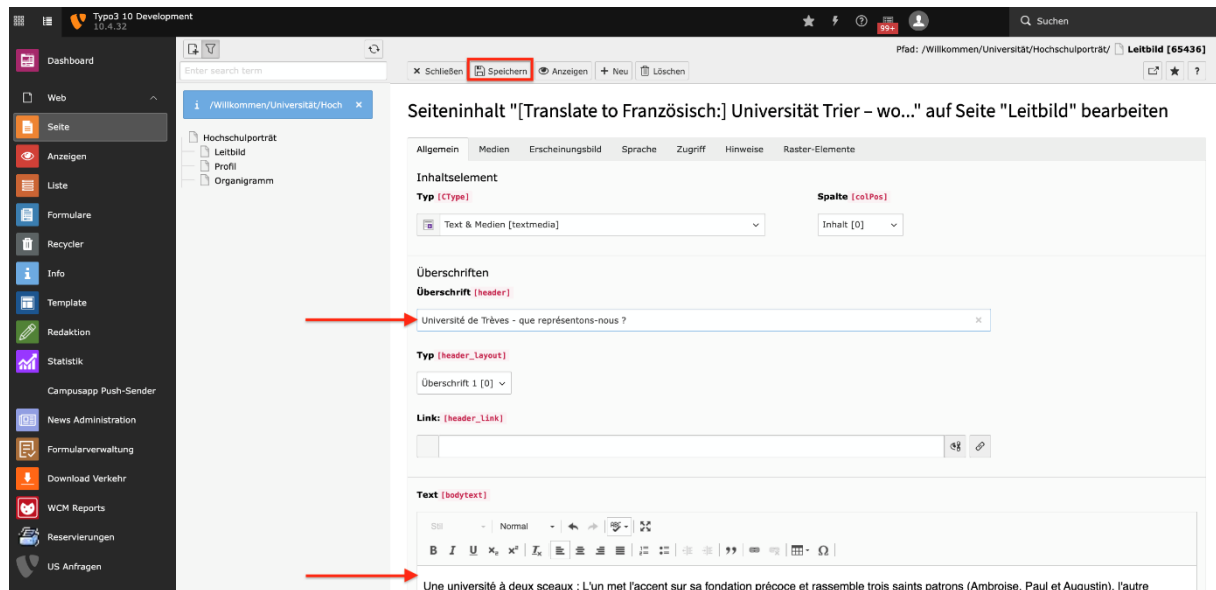 Typo3 10 Development
10.4.32
99+
Suchen
Dashboard
Web
Seite
Anzeigen
Liste
Formulare
Recycler
Info
Template
Redaktion
Statistik
Campusapp Push-Sender
News Administration
Formularverwaltung
Download Verkehr
WCM Reports
Reservierungen
US Anfragen
Enter search term
/Willkommen/Universität/Hoch
Hochschulporträt
Leitbild
Profil
Organigramm
Pfad: /Willkommen/Universität/Hochschulporträt/ Leitbild [65436]
Schließen Speichern Anzeigen Neu Löschen
Seiteninhalt "[Translate to Französisch:] Universität Trier – wo..." auf Seite "Leitbild" bearbeiten
Allgemein Medien Erscheinungsbild Sprache Zugriff Hinweise Raster-Elemente
Inhaltselement
Typ [CType] Spalte [colPos]
Text & Medien [textmedia] Inhalt [0]
Überschriften
Überschrift [header]
Université de Trèves - que représentons-nous ?
Typ [header_layout]
Überschrift 1 [0]
Link: [header_link]
Text [bodytext]
Stil Normal
B I U x₂ x² Iₓ Ω
Une université à deux sceaux : L'un met l'accent sur sa fondation précoce et rassemble trois saints patrons (Ambroise, Paul et Augustin), l'autre